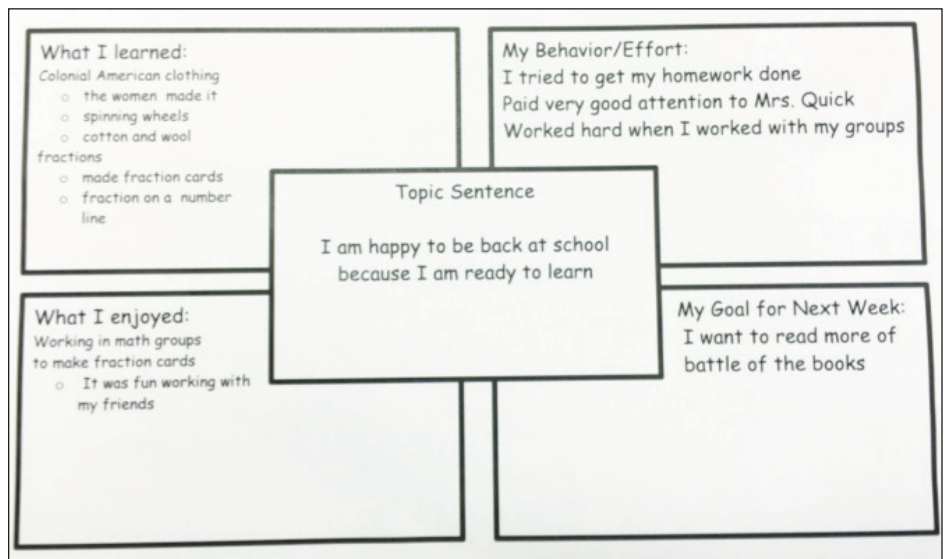 What I learned:
Colonial American clothing
○ the women made it
○ spinning wheels
○ cotton and wool
fractions
○ made fraction cards
○ fraction on a number
line
My Behavior/Effort:
I tried to get my homework done
Paid very good attention to Mrs. Quick
Worked hard when I worked with my groups
Topic Sentence
I am happy to be back at school
because I am ready to learn
What I enjoyed:
Working in math groups
to make fraction cards
○ It was fun working with
my friends
My Goal for Next Week:
I want to read more of
battle of the books